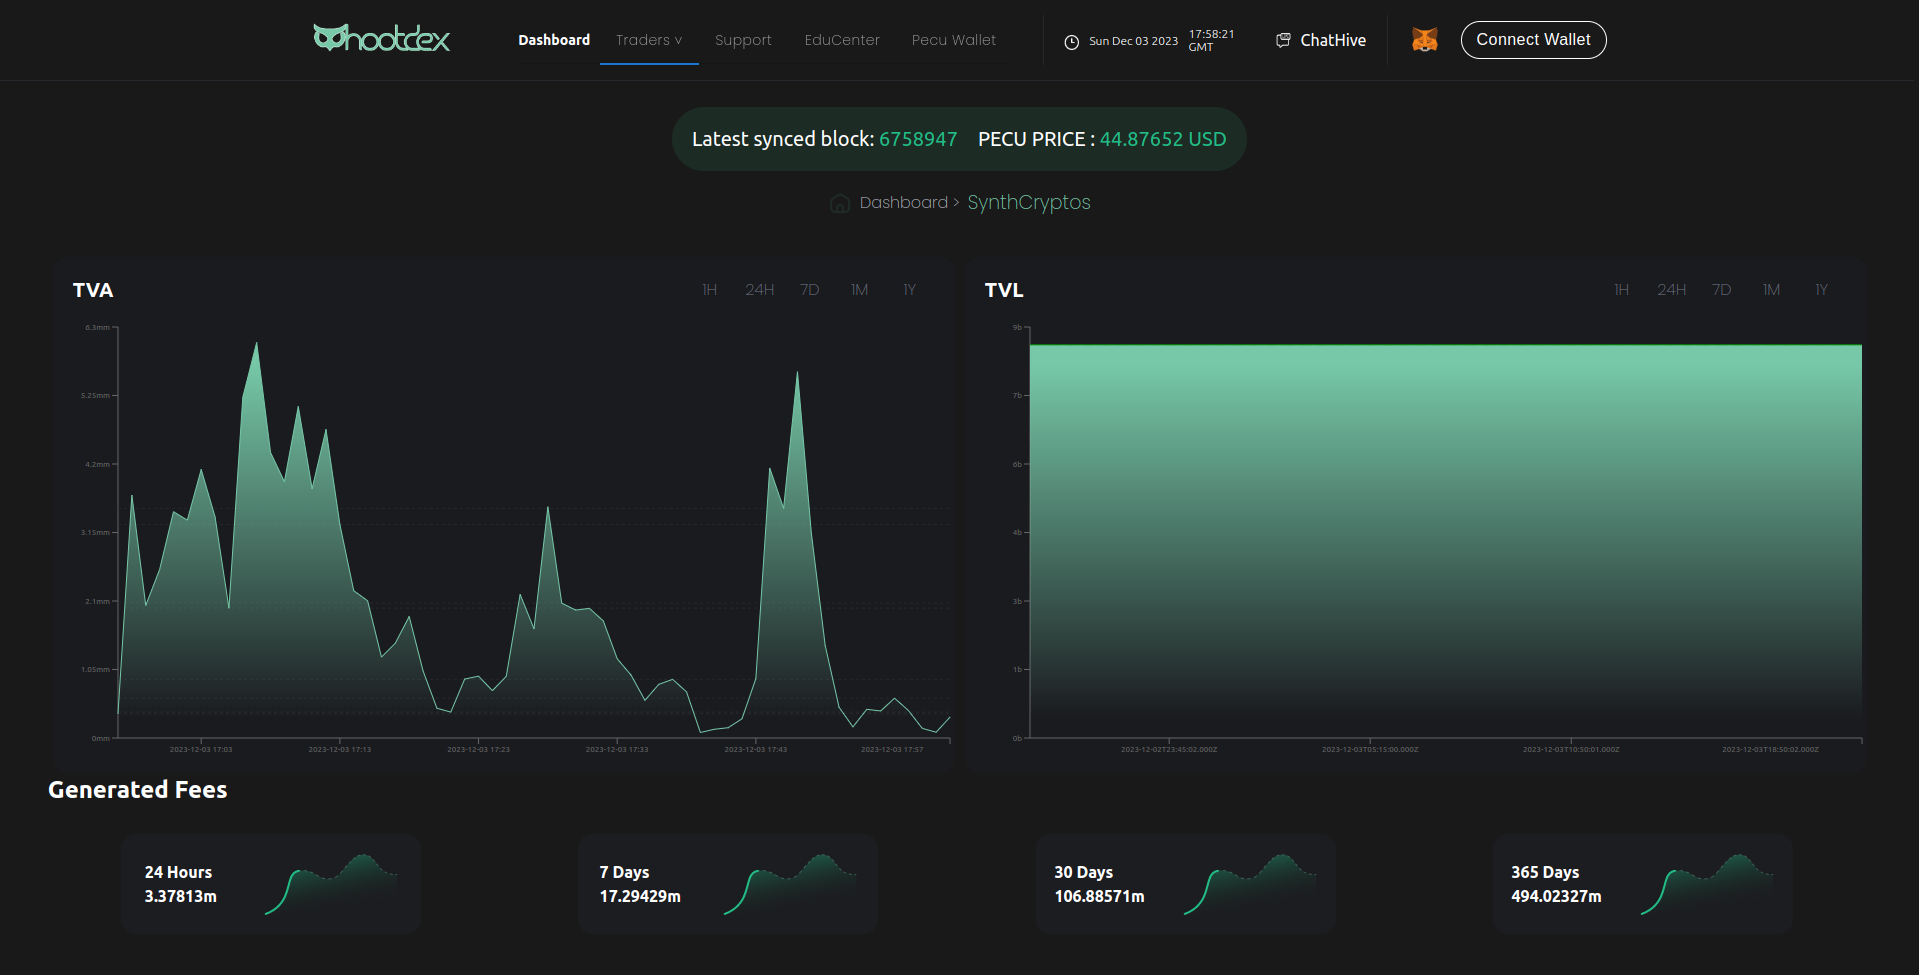 hootdex
Dashboard Traders v Support EduCenter Pecu Wallet
Sun Dec 03 2023 17:58:21 GMT
ChatHive
Connect Wallet
Latest synced block: 6758947 PECU PRICE : 44.87652 USD
Dashboard > SynthCryptos
TVA
1H 24H 7D 1M 1Y
6.3mm
5.25mm
4.2mm
3.15mm
2.1mm
1.05mm
0mm
2023-12-03 17:03 2023-12-03 17:13 2023-12-03 17:23 2023-12-03 17:33 2023-12-03 17:43 2023-12-03 17:57
TVL
1H 24H 7D 1M 1Y
9b
7b
6b
4b
3b
1b
0b
2023-12-02T23:45:02.000Z 2023-12-03T05:15:00.000Z 2023-12-03T10:50:01.000Z 2023-12-03T18:50:02.000Z
Generated Fees
24 Hours
3.37813m
7 Days
17.29429m
30 Days
106.88571m
365 Days
494.02327m